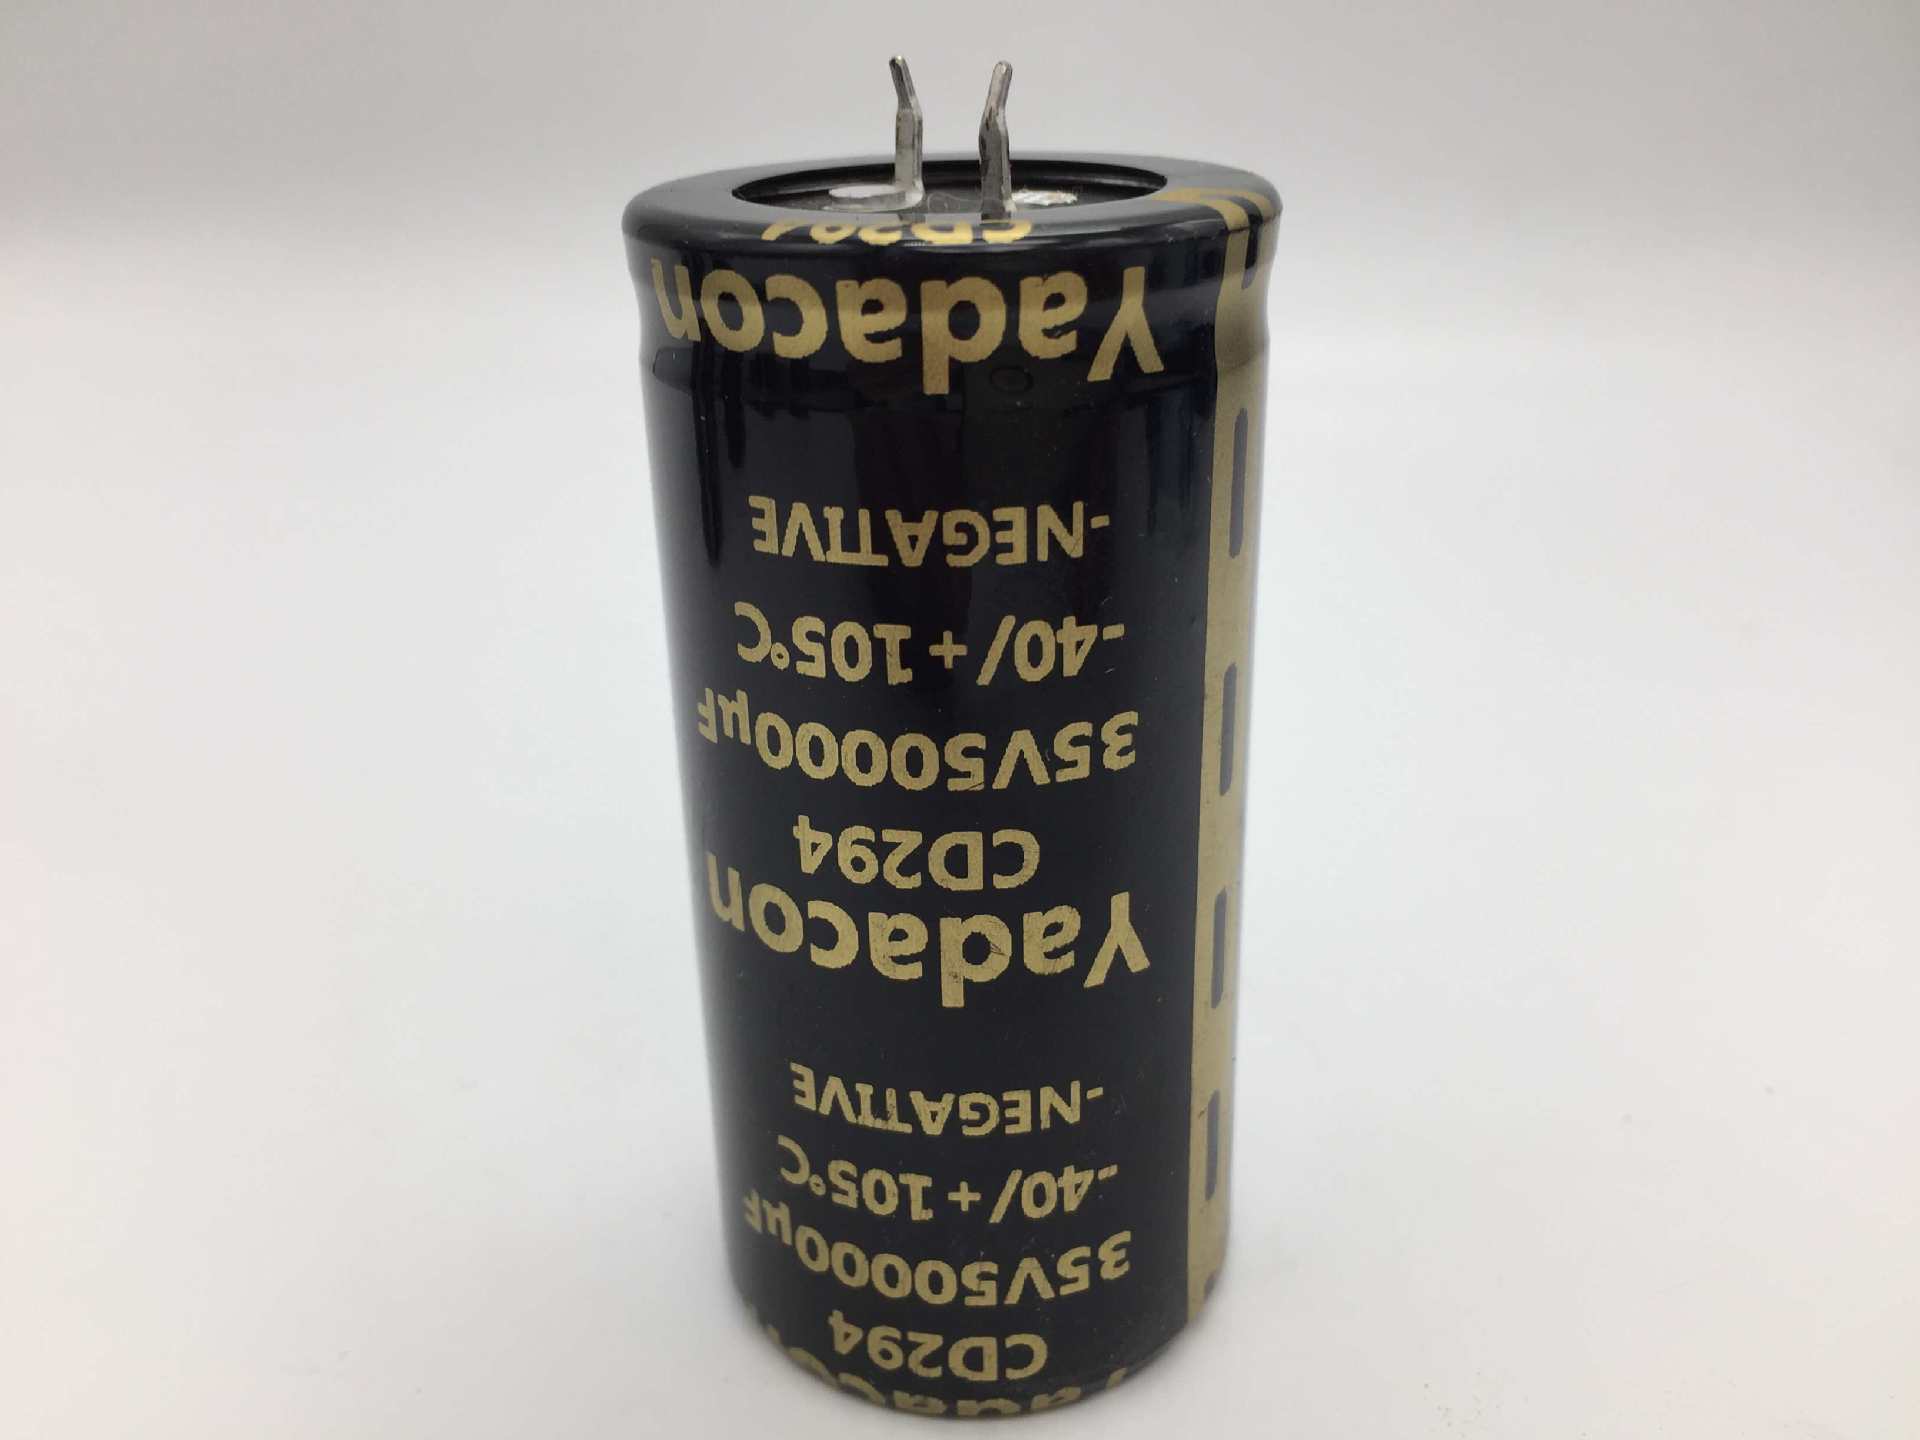 CD294
35V50000µF
-40/+105°C
-NEGATIVE
Yadacon
CD294
35V50000µF
-40/+105°C
-NEGATIVE
Yadacon
CD294